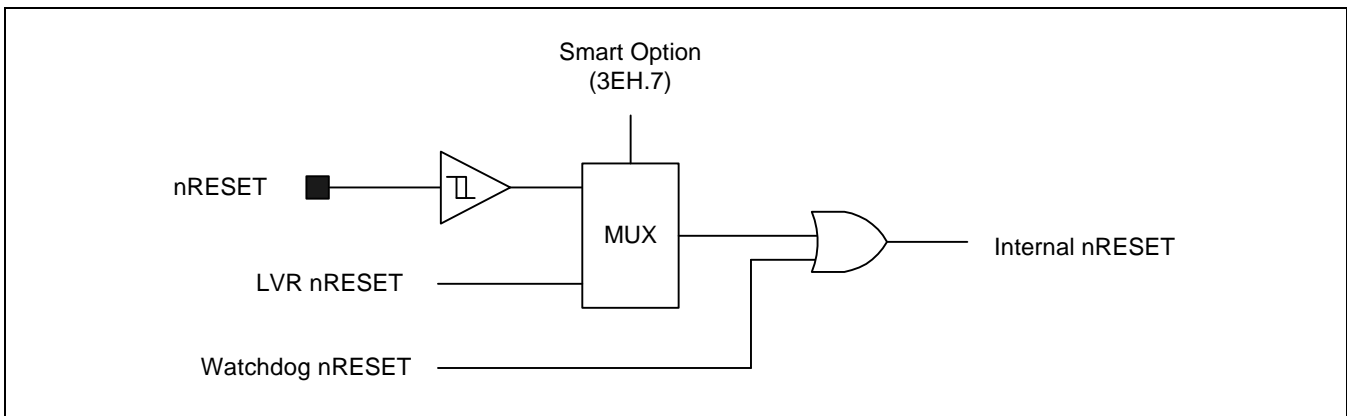 Smart Option
(3EH.7)
nRESET
MUX
Internal nRESET
LVR nRESET
Watchdog nRESET